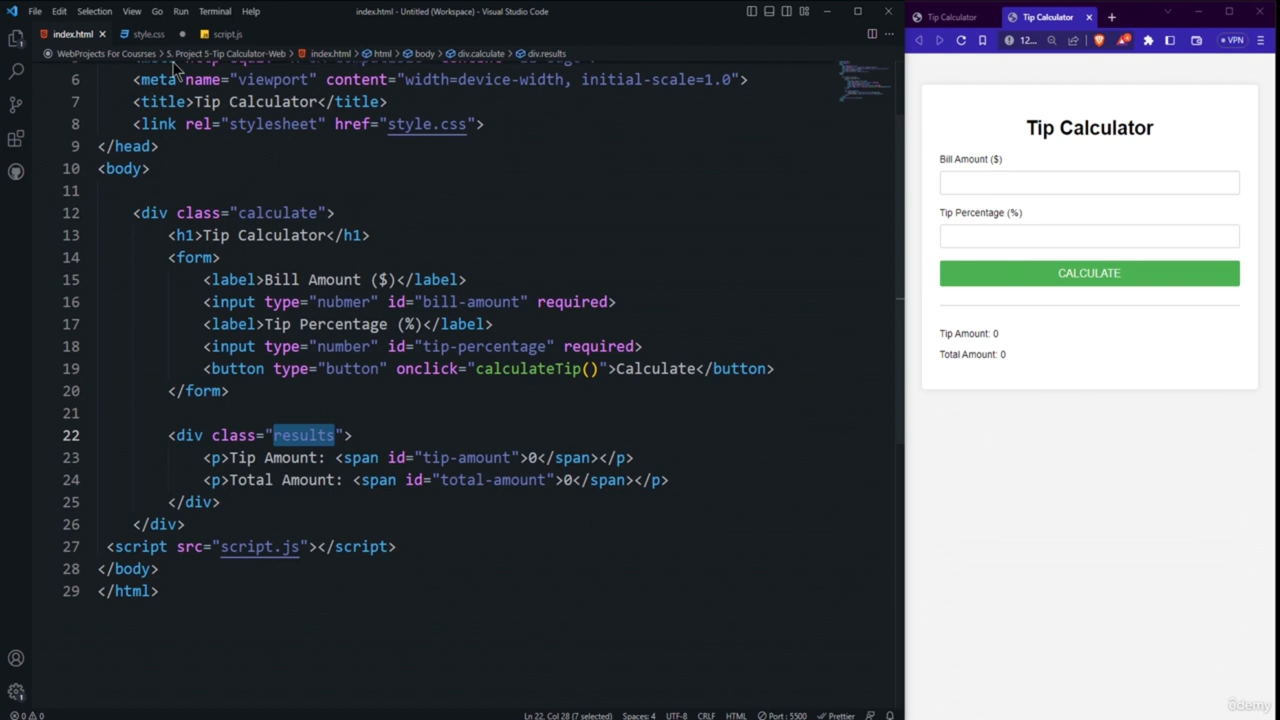 File Edit Selection View Go Run Terminal Help index.html - Untitled (Workspace) - Visual Studio Code
index.html style.css script.js
WebProjects For Cousrses > 5. Project 5-Tip Calculator-Web > index.html > html > body > div.calculate > div.results
6 <meta name="viewport" content="width=device-width, initial-scale=1.0">
7 <title>Tip Calculator</title>
8 <link rel="stylesheet" href="style.css">
9 </head>
10 <body>
11
12 <div class="calculate">
13 <h1>Tip Calculator</h1>
14 <form>
15 <label>Bill Amount ($)</label>
16 <input type="nubmer" id="bill-amount" required>
17 <label>Tip Percentage (%)</label>
18 <input type="number" id="tip-percentage" required>
19 <button type="button" onclick="calculateTip()">Calculate</button>
20 </form>
21
22 <div class="results">
23 <p>Tip Amount: <span id="tip-amount">0</span></p>
24 <p>Total Amount: <span id="total-amount">0</span></p>
25 </div>
26 </div>
27 <script src="script.js"></script>
28 </body>
29 </html>
0 0 Ln 22, Col 28 (7 selected) Spaces: 4 UTF-8 CRLF HTML Port : 5500 Prettier
Tip Calculator Tip Calculator
12... VPN
Tip Calculator
Bill Amount ($)
Tip Percentage (%)
CALCULATE
Tip Amount: 0
Total Amount: 0
ûdemy